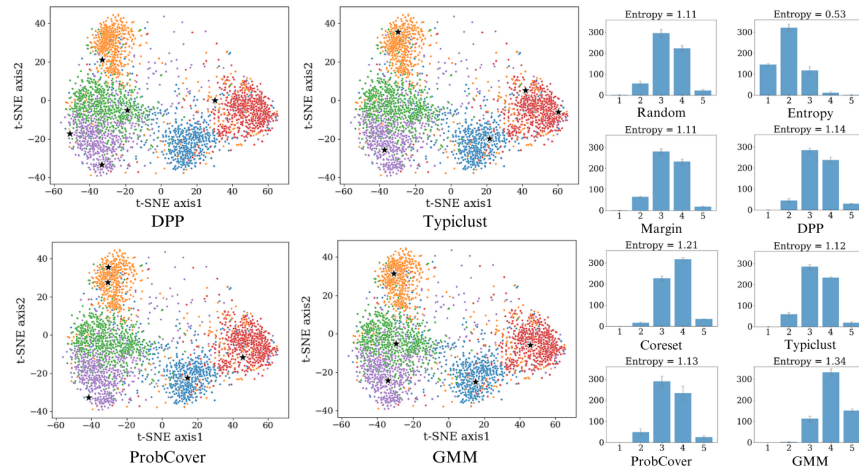 40
20
0
−20
−40
t-SNE axis2
−60 −40 −20 0 20 40 60
t-SNE axis1
DPP
40
20
0
−20
−40
t-SNE axis2
−40 −20 0 20 40 60
t-SNE axis1
Typiclust
Entropy = 1.11
300
200
100
0
1 2 3 4 5
Random
Entropy = 0.53
300
200
100
0
1 2 3 4 5
Entropy
Entropy = 1.11
300
200
100
0
1 2 3 4 5
Margin
Entropy = 1.14
300
200
100
0
1 2 3 4 5
DPP
40
20
0
−20
−40
t-SNE axis2
−60 −40 −20 0 20 40 60
t-SNE axis1
ProbCover
40
20
0
−20
−40
t-SNE axis2
−60 −40 −20 0 20 40 60
t-SNE axis1
GMM
Entropy = 1.21
300
200
100
0
1 2 3 4 5
Coreset
Entropy = 1.12
300
200
100
0
1 2 3 4 5
Typiclust
Entropy = 1.13
300
200
100
0
1 2 3 4 5
ProbCover
Entropy = 1.34
300
200
100
0
1 2 3 4 5
GMM